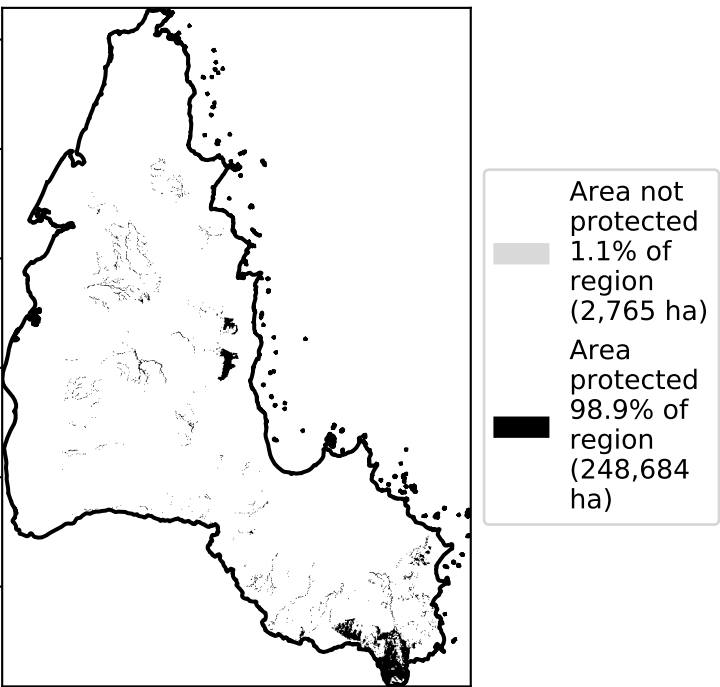 Area not
protected
1.1% of
region
(2,765 ha)
Area
protected
98.9% of
region
(248,684
ha)